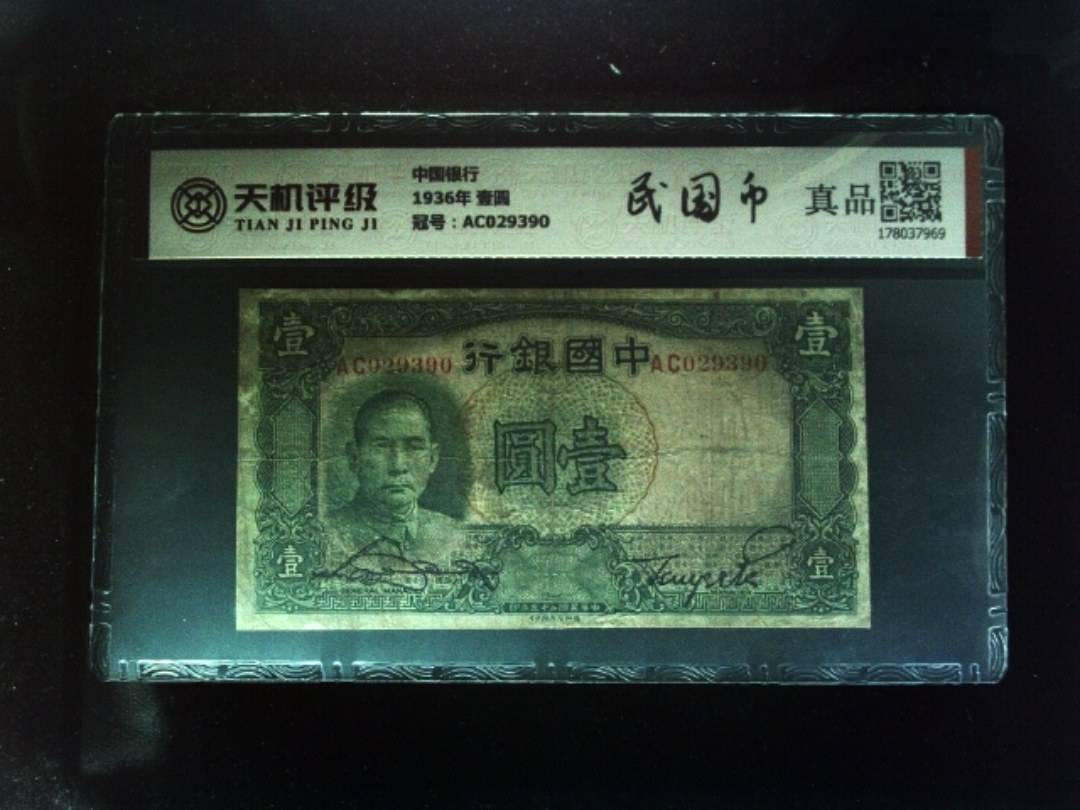 天机评级
TIAN JI PING JI
中国银行
1936年 壹圆
冠号：AC029390
民国币
真品
178037969
壹
壹
行銀國中
AC029390
AC029390
圓壹
壹
壹